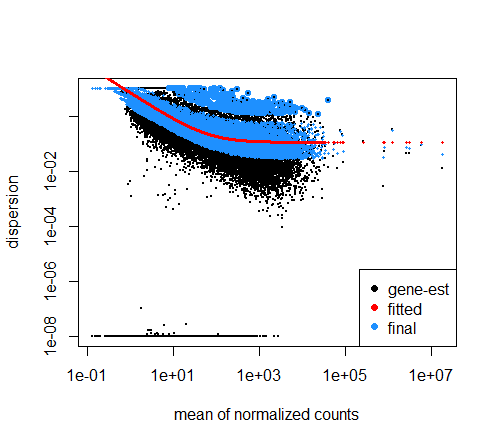 dispersion
1e-02
1e-04
1e-06
1e-08
gene-est
fitted
final
1e-01
1e+01
1e+03
1e+05
1e+07
mean of normalized counts